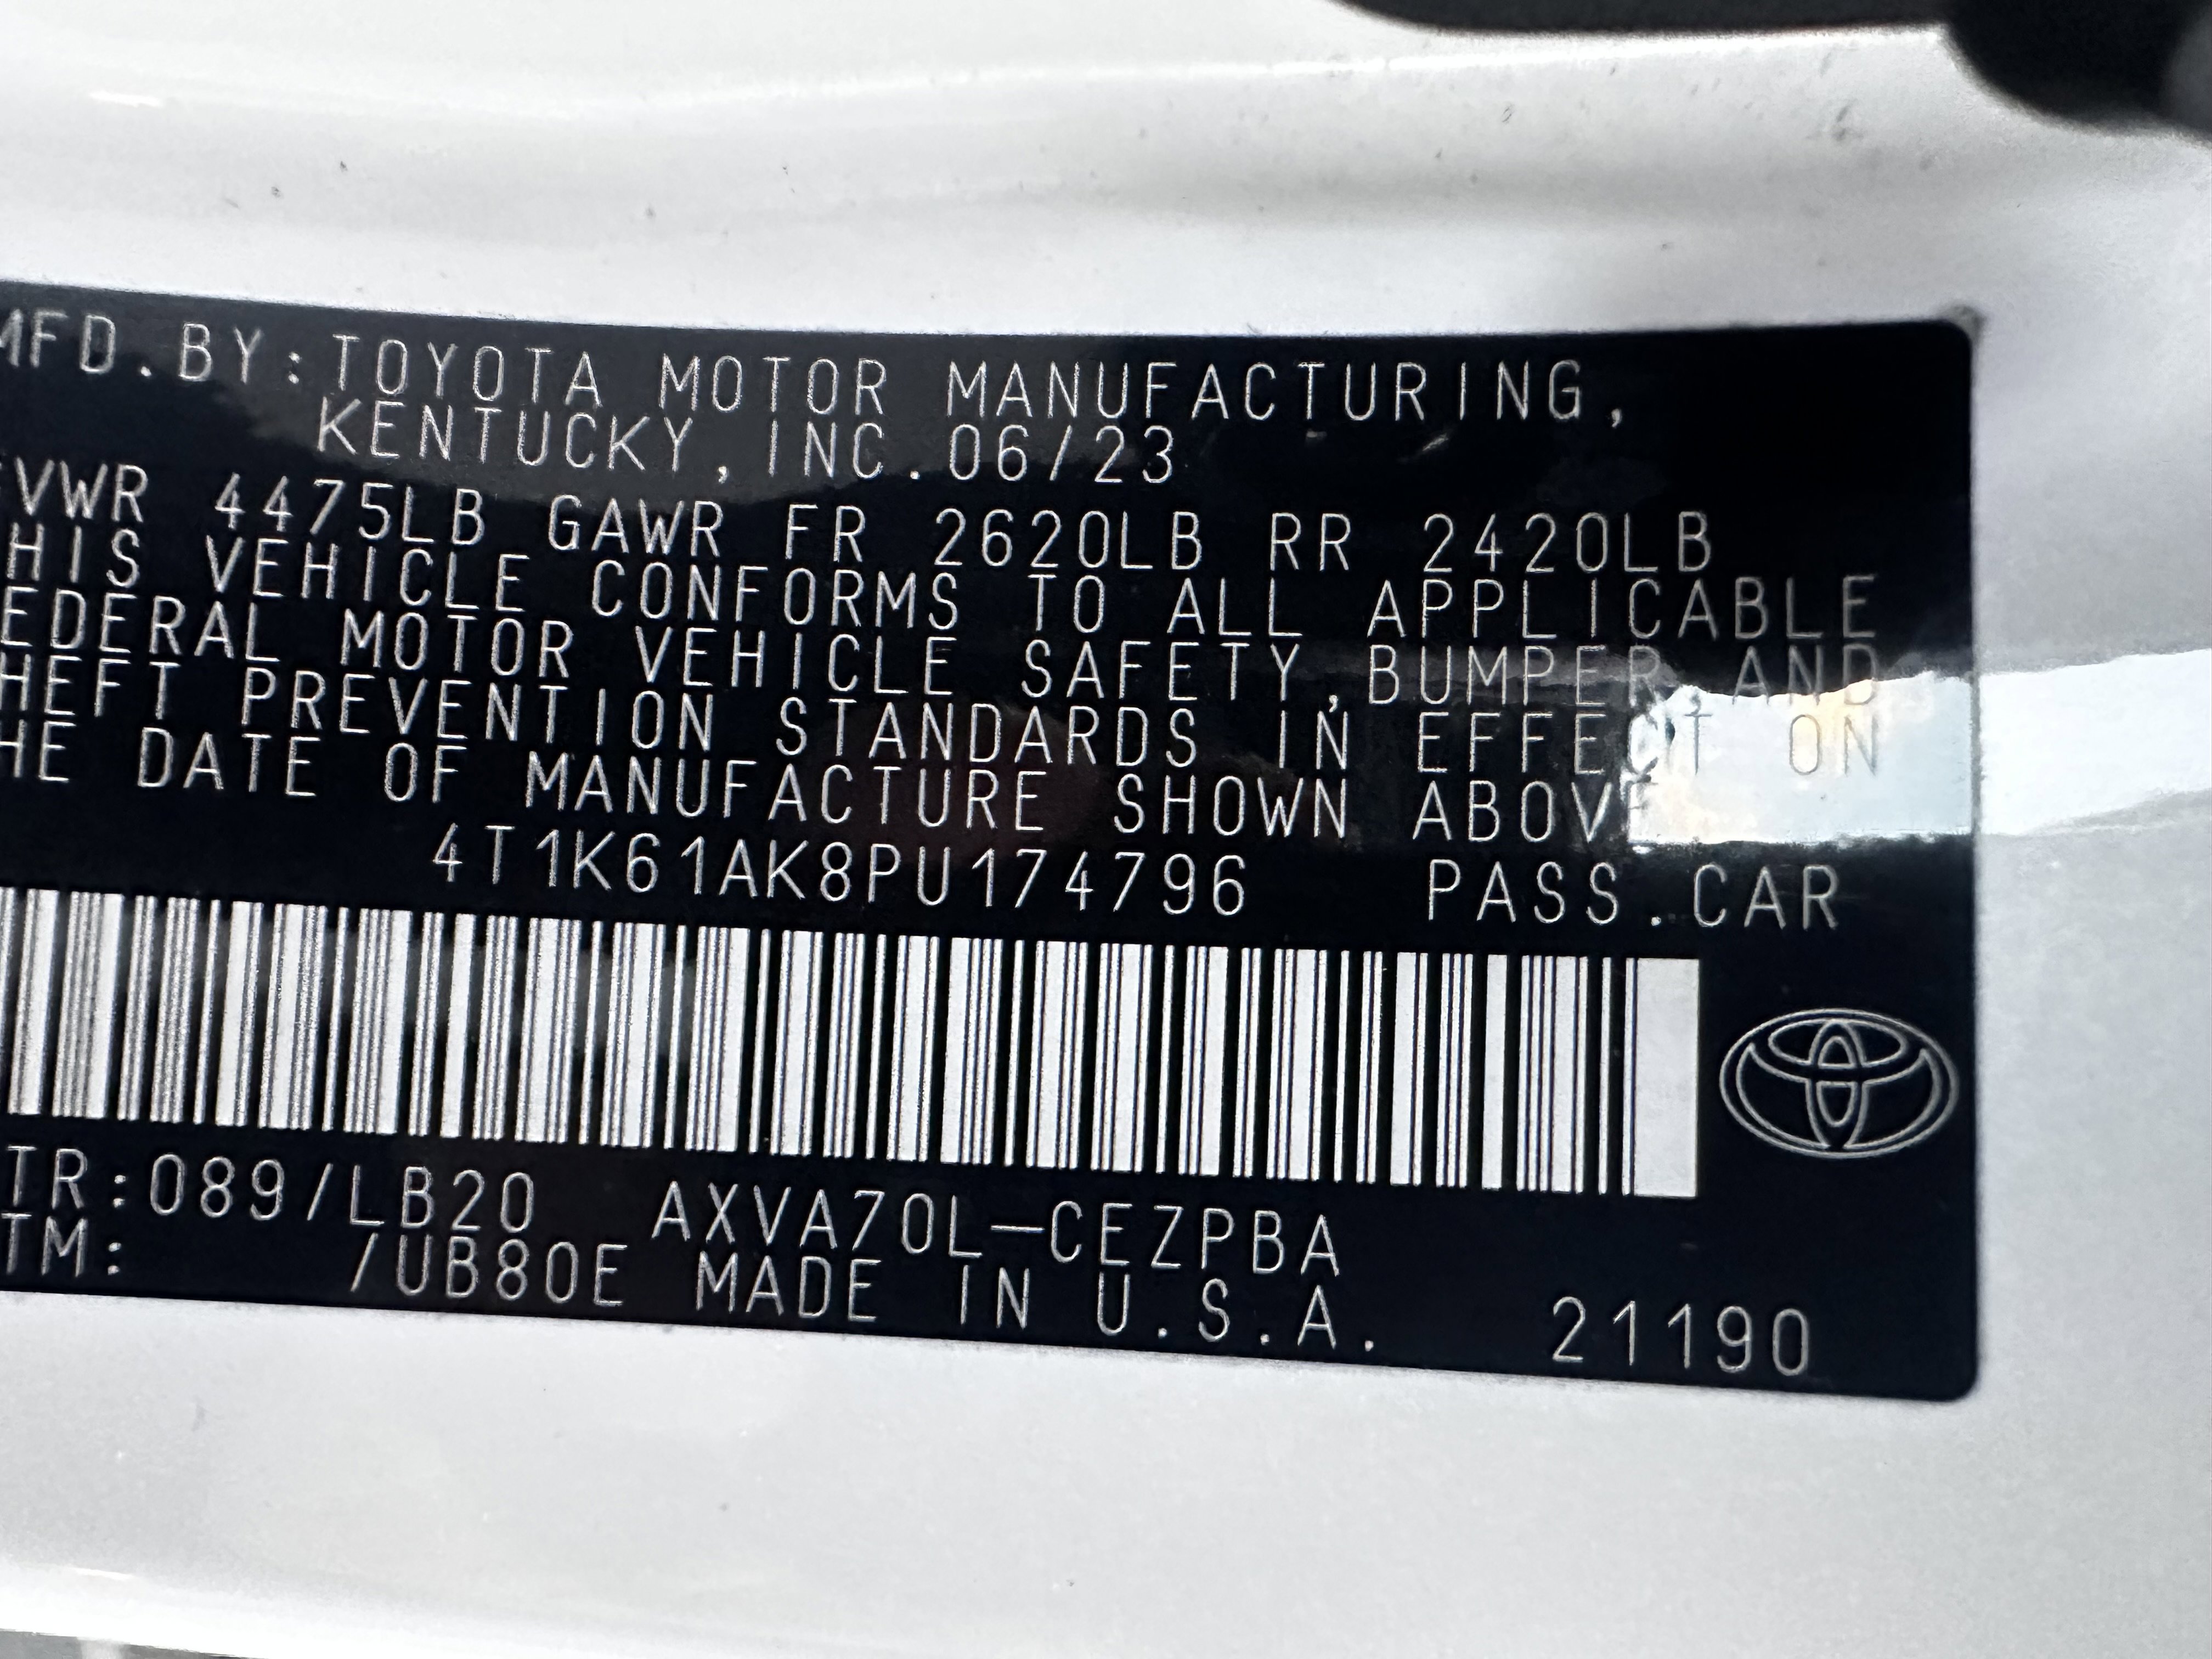 MFD.BY:TOYOTA MOTOR MANUFACTURING,
KENTUCKY,INC.06/23
GVWR 4475LB GAWR FR 2620LB RR 2420LB
HIS VEHICLE CONFORMS TO ALL APPLICABLE
EDERAL MOTOR VEHICLE SAFETY,BUMPER,AND
HEFT PREVENTION STANDARDS IN EFFECT ON
HE DATE OF MANUFACTURE SHOWN ABOVE
4T1K61AK8PU174796 PASS.CAR
TR:089/LB20 AXVA70L-CEZPBA
TM: /UB80E MADE IN U.S.A. 21190